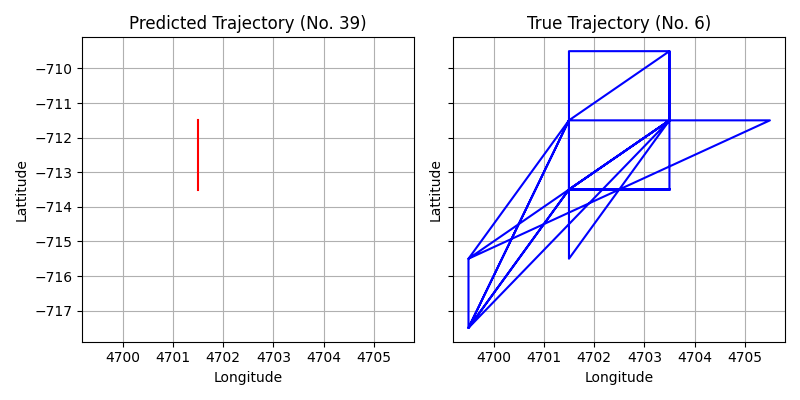 Predicted Trajectory (No. 39)
True Trajectory (No. 6)
−710
−711
−712
−713
−714
−715
−716
−717
Lattitude
Lattitude
4700 4701 4702 4703 4704 4705
4700 4701 4702 4703 4704 4705
Longitude
Longitude